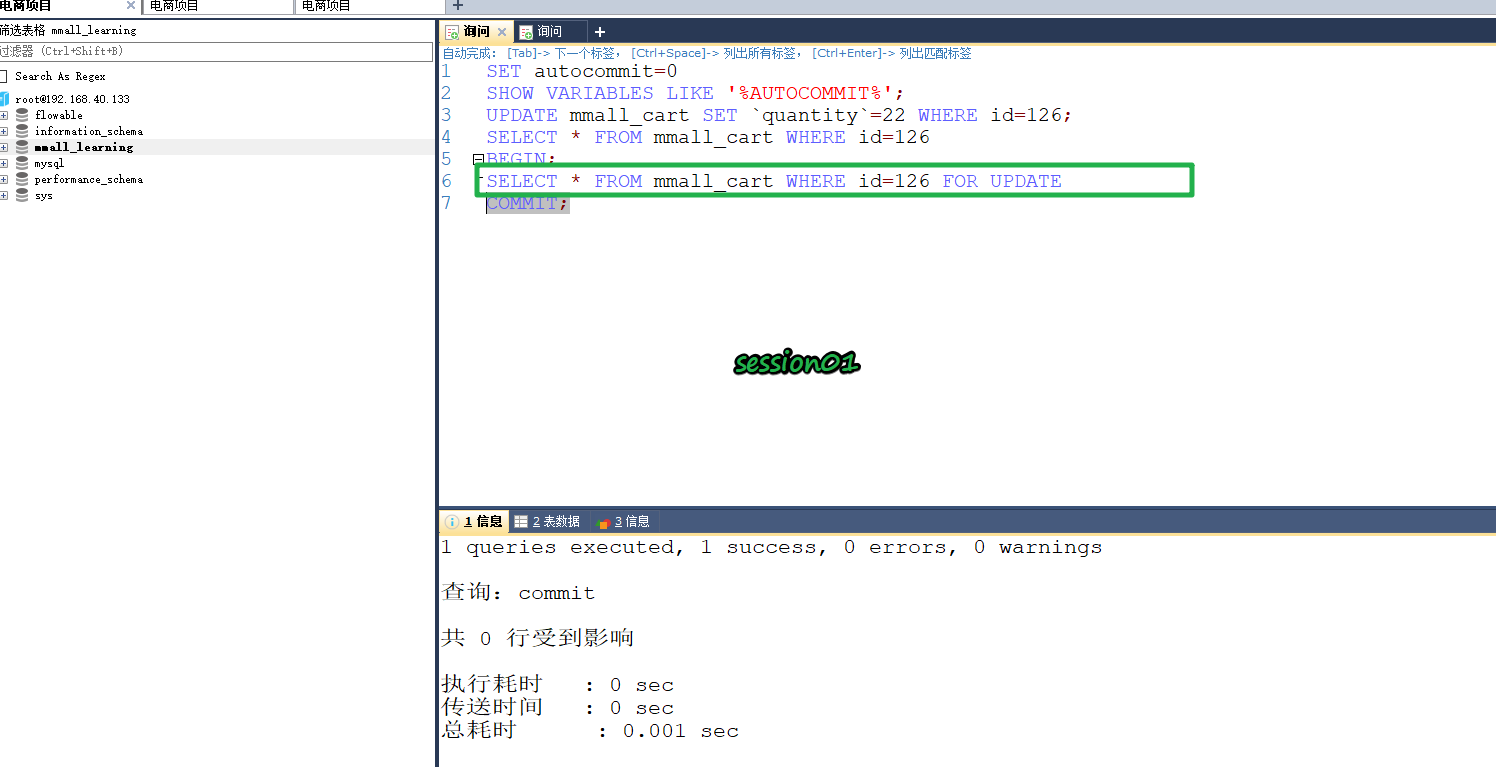 电商项目
电商项目
电商项目
筛选表格 mmall_learning
过滤器 (Ctrl+Shift+B)
Search As Regex
root@192.168.40.133
flowable
information_schema
mmall_learning
mysql
performance_schema
sys
询问
询问
自动完成: [Tab]-> 下一个标签, [Ctrl+Space]-> 列出所有标签, [Ctrl+Enter]-> 列出匹配标签
1 SET autocommit=0
2 SHOW VARIABLES LIKE '%AUTOCOMMIT%';
3 UPDATE mmall_cart SET `quantity`=22 WHERE id=126;
4 SELECT * FROM mmall_cart WHERE id=126
5 BEGIN;
6 SELECT * FROM mmall_cart WHERE id=126 FOR UPDATE
7 COMMIT;
session01
1 信息
2 表数据
3 信息
1 queries executed, 1 success, 0 errors, 0 warnings
查询: commit
共 0 行受到影响
执行耗时 : 0 sec
传送时间 : 0 sec
总耗时 : 0.001 sec